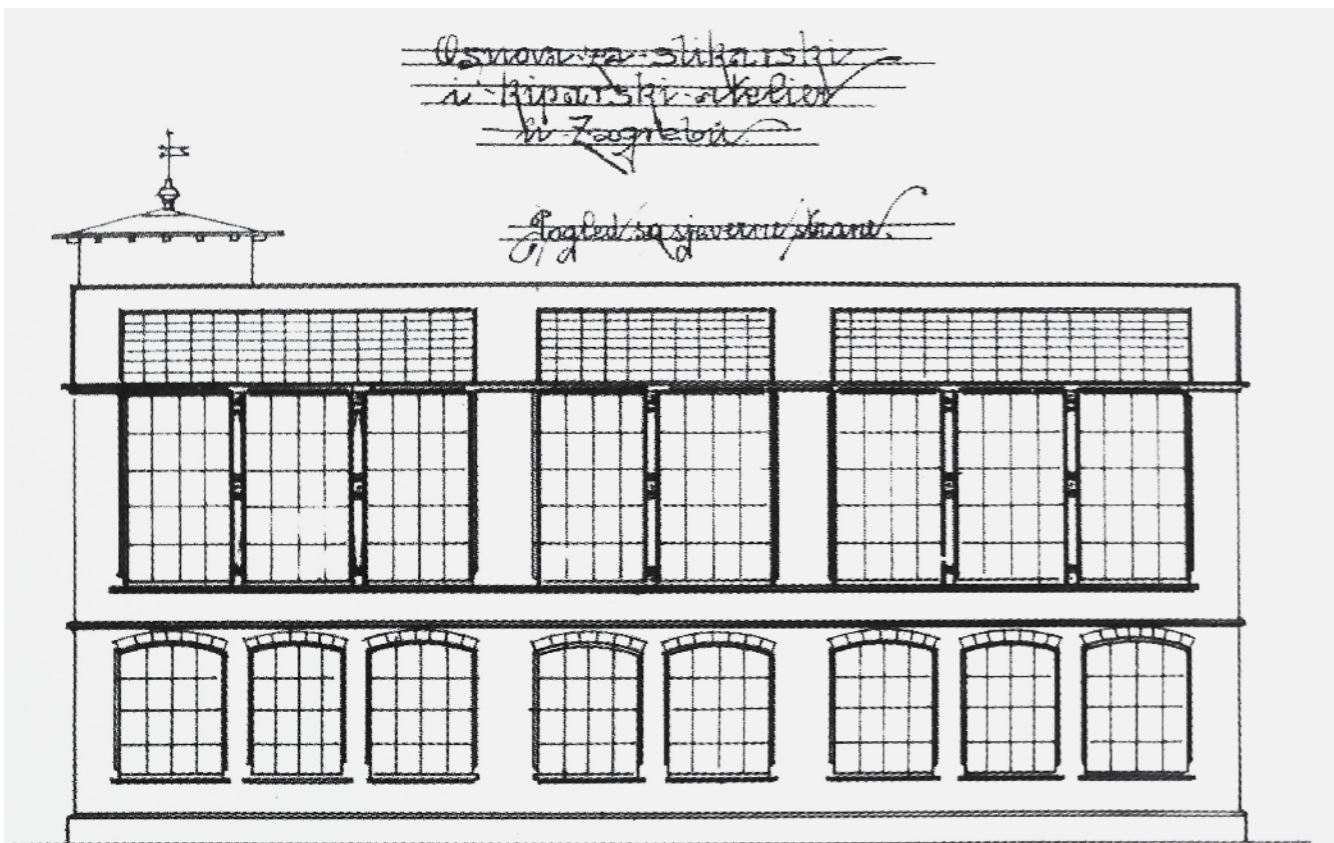 Osnova za slikarski
i kiparski atelier
u Zagrebu
Pogled sa sjeverne strane.